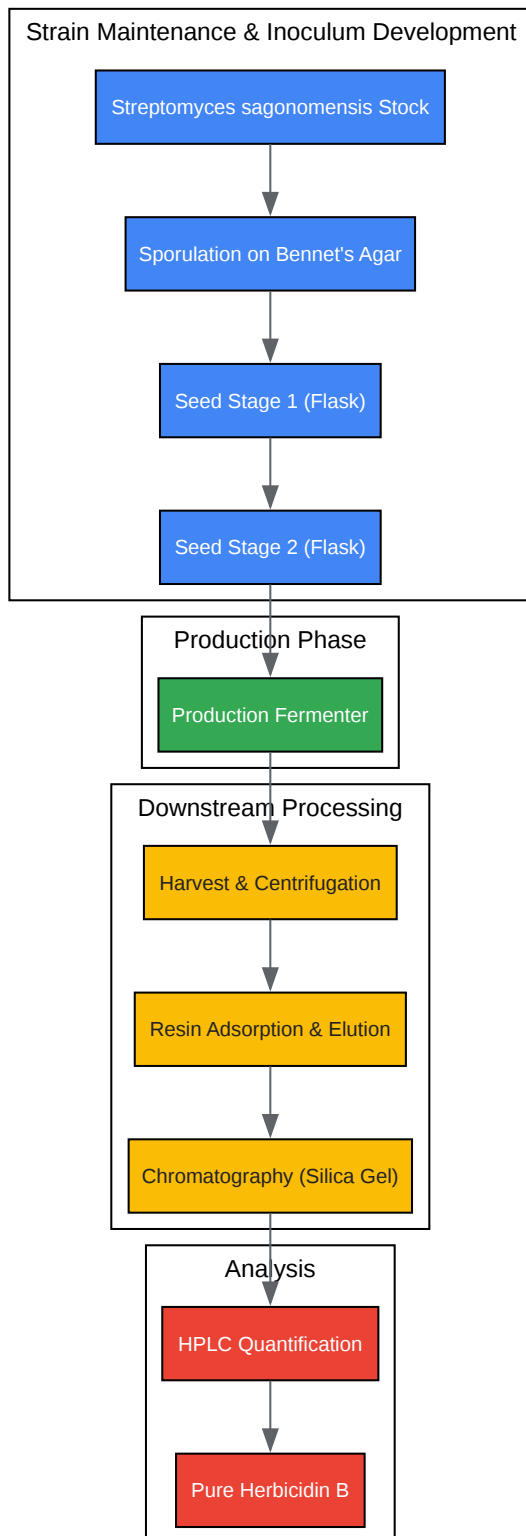 Strain Maintenance & Inoculum Development
Streptomyces sagonomensis Stock
Sporulation on Bennet's Agar
Seed Stage 1 (Flask)
Seed Stage 2 (Flask)
Production Phase
Production Fermenter
Downstream Processing
Harvest & Centrifugation
Resin Adsorption & Elution
Chromatography (Silica Gel)
Analysis
HPLC Quantification
Pure Herbicidin B